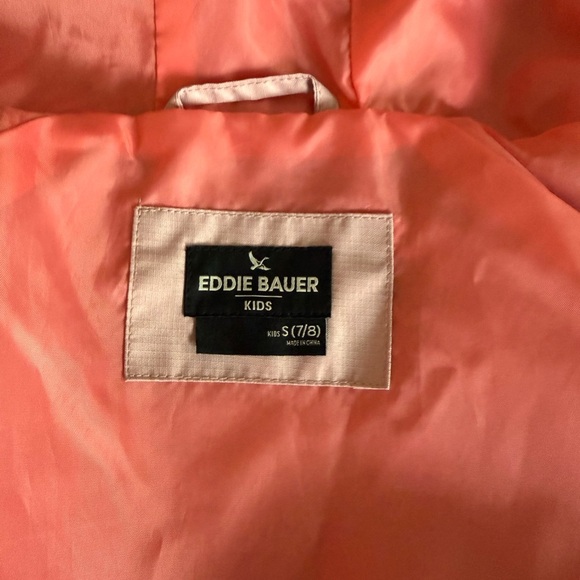 EDDIE BAUER
KIDS
KIDS S (7/8)
MADE IN CHINA